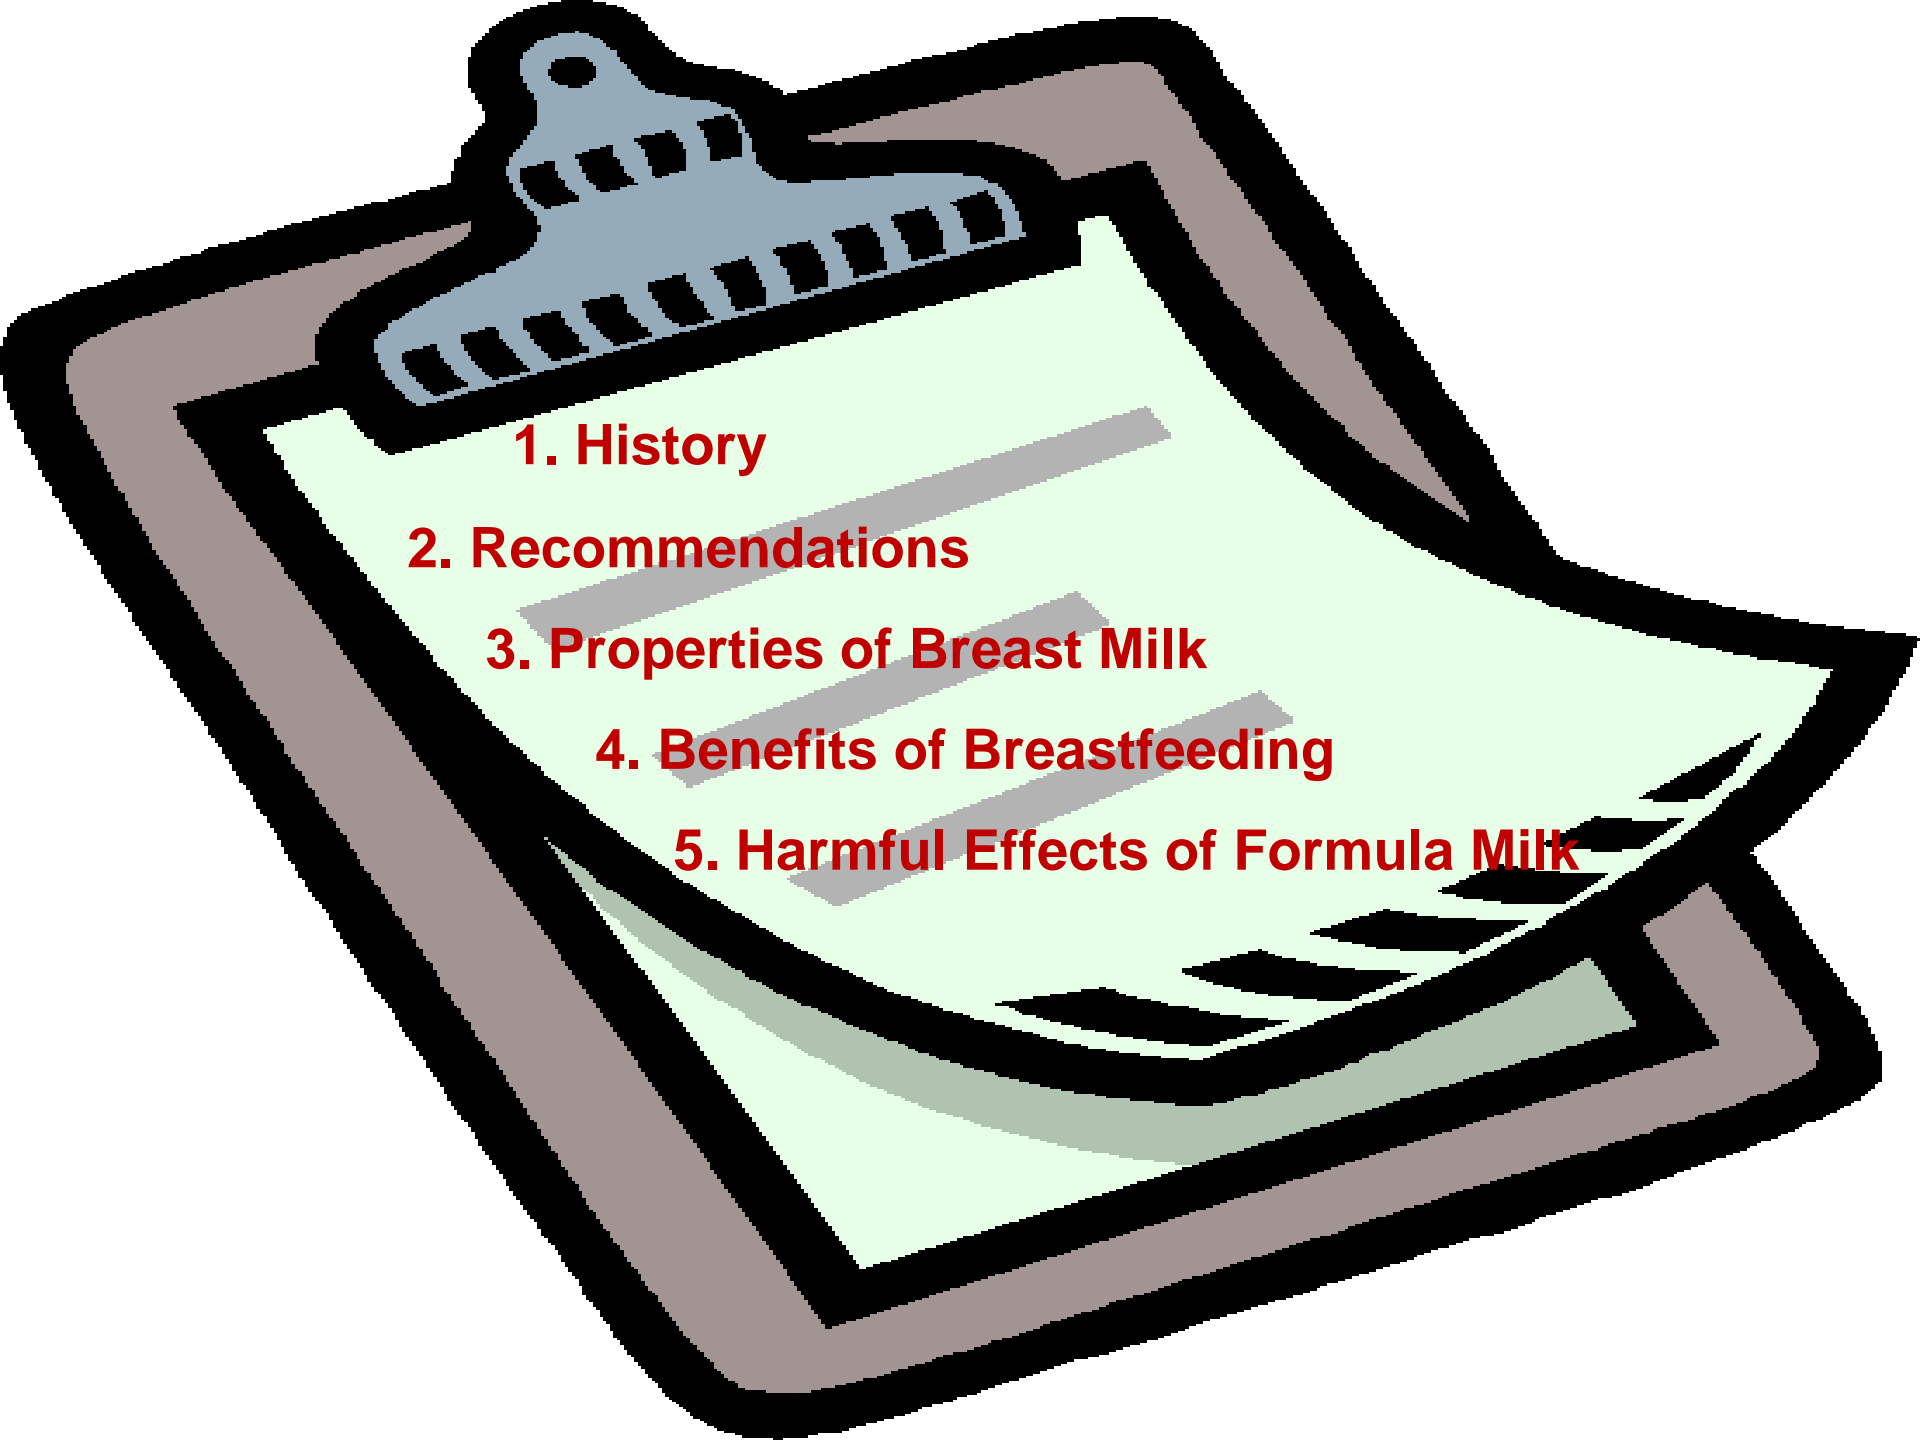 1. History
2. Recommendations
3. Properties of Breast Milk
4. Benefits of Breastfeeding
5. Harmful Effects of Formula Milk